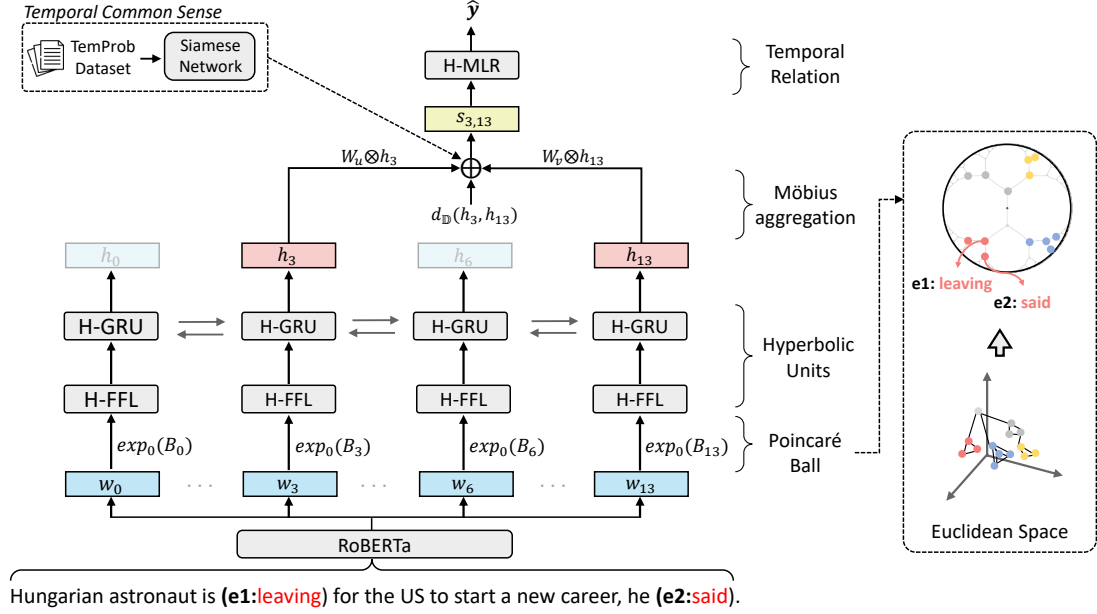 Temporal Common Sense
TemProb
Dataset
Siamese
Network
ŷ
H-MLR
Temporal
Relation
s3,13
Wu⊗h3
Wv⊗h13
d𝔻(h3, h13)
Möbius
aggregation
h0
h3
h6
h13
H-GRU
H-GRU
H-GRU
H-GRU
Hyperbolic
Units
H-FFL
H-FFL
H-FFL
H-FFL
exp0(B0)
exp0(B3)
exp0(B6)
exp0(B13)
Poincaré
Ball
w0
...
w3
...
w6
...
w13
RoBERTa
Hungarian astronaut is (e1:leaving) for the US to start a new career, he (e2:said).
e1: leaving
e2: said
Euclidean Space